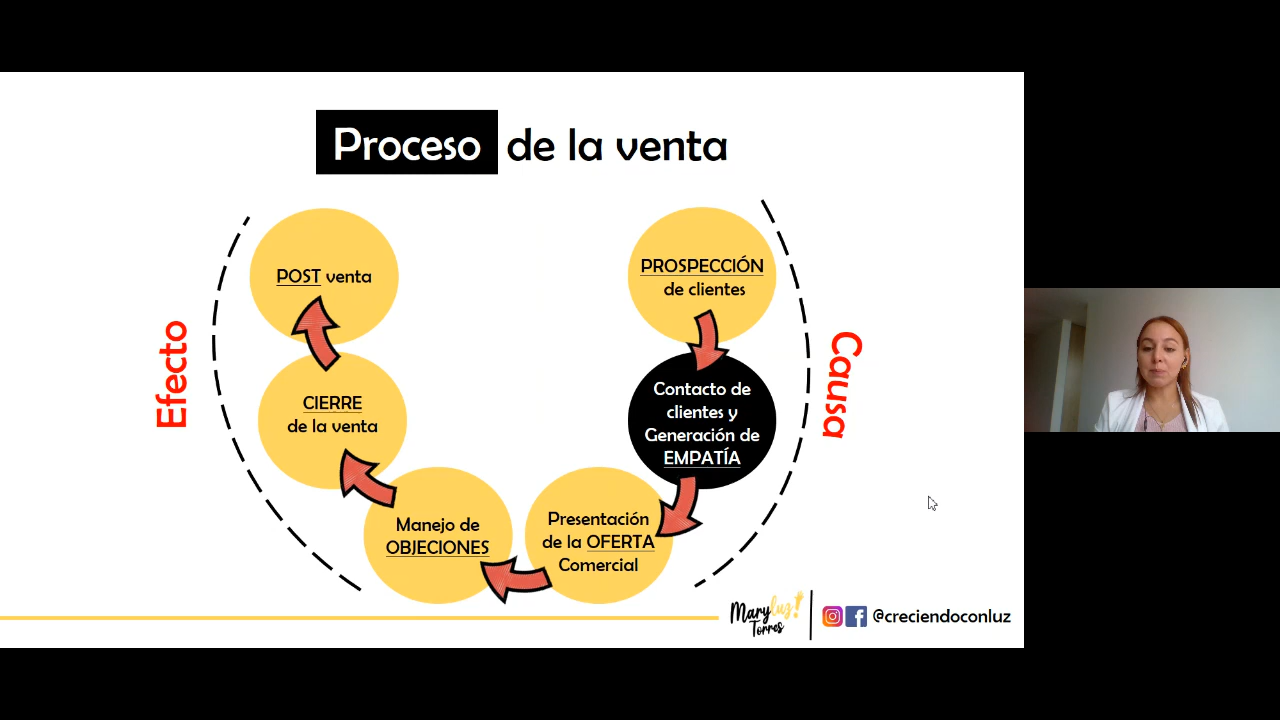 Proceso de la venta
PROSPECCIÓN
de clientes
Contacto de
clientes y
Generación de
EMPATÍA
Presentación
de la OFERTA
Comercial
Manejo de
OBJECIONES
CIERRE
de la venta
POST venta
Efecto
Causa
Maryluz!
Torres
@creciendoconluz